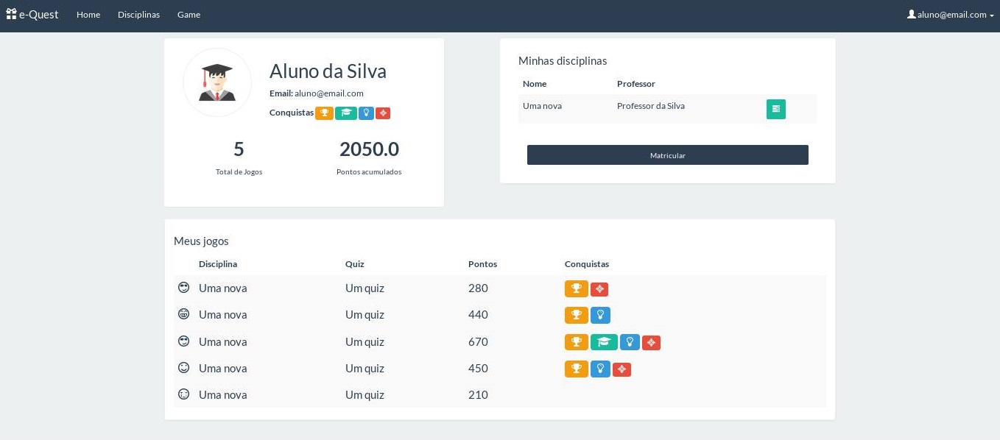 e-Quest Home Disciplinas Game aluno@email.com
Aluno da Silva
Email: aluno@email.com
Conquistas
5 2050.0
Total de Jogos Pontos acumulados
Minhas disciplinas
Nome Professor
Uma nova Professor da Silva
Matricular
Meus jogos
Disciplina Quiz Pontos Conquistas
Uma nova Um quiz 280
Uma nova Um quiz 440
Uma nova Um quiz 670
Uma nova Um quiz 450
Uma nova Um quiz 210